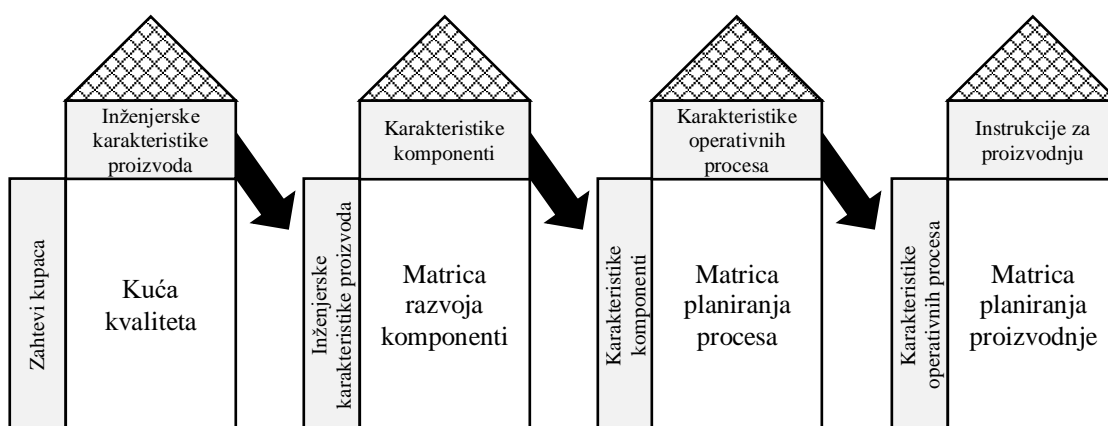 Inženjerske
karakteristike
proizvoda
Zahtevi kupaca
Kuća
kvaliteta
Karakteristike
komponenti
Inženjerske
karakteristike proizvoda
Matrica
razvoja
komponenti
Karakteristike
operativnih
procesa
Karakteristike
komponenti
Matrica
planiranja
procesa
Instrukcije za
proizvodnju
Karakteristike
operativnih procesa
Matrica
planiranja
proizvodnje